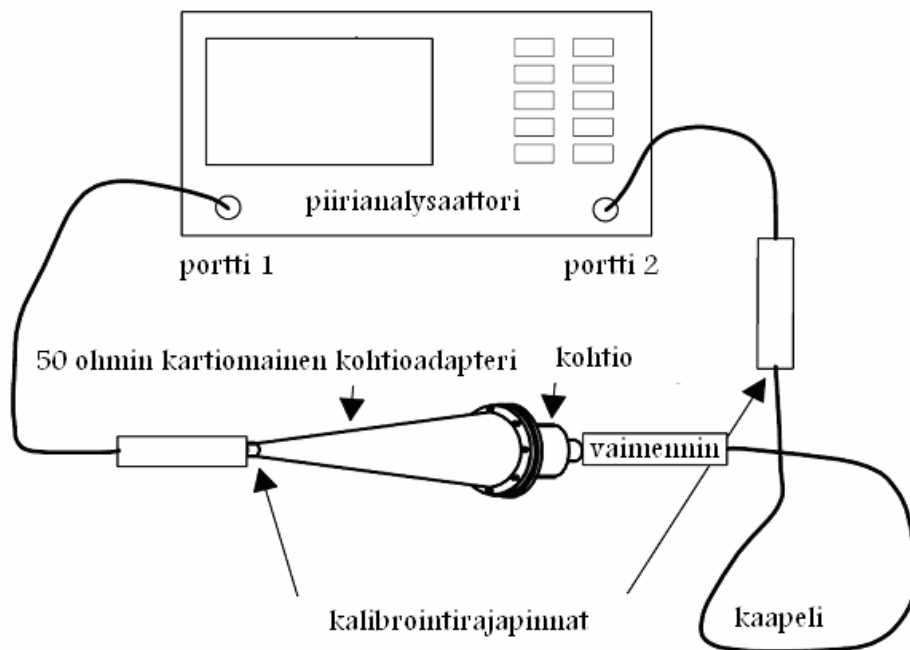 piirianalysaattori
portti 1
portti 2
50 ohmin kartiomainen kohtioadapteri
kohtio
vaimennin
kalibrointirajapinnat
kaapeli